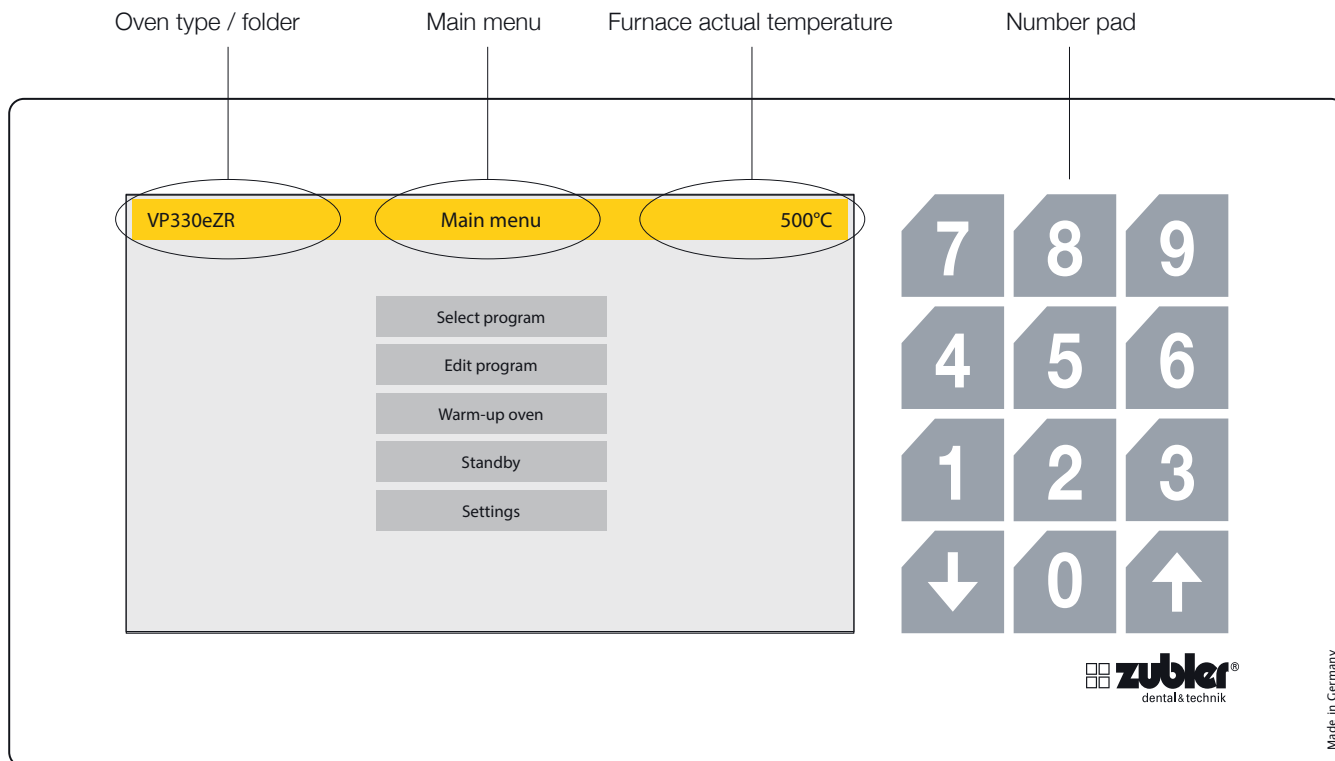 Oven type / folder Main menu Furnace actual temperature Number pad
VP330eZR Main menu 500°C
Select program
Edit program
Warm-up oven
Standby
Settings
7 8 9
4 5 6
1 2 3
0
zubler®
dental & technik
Made in Germany